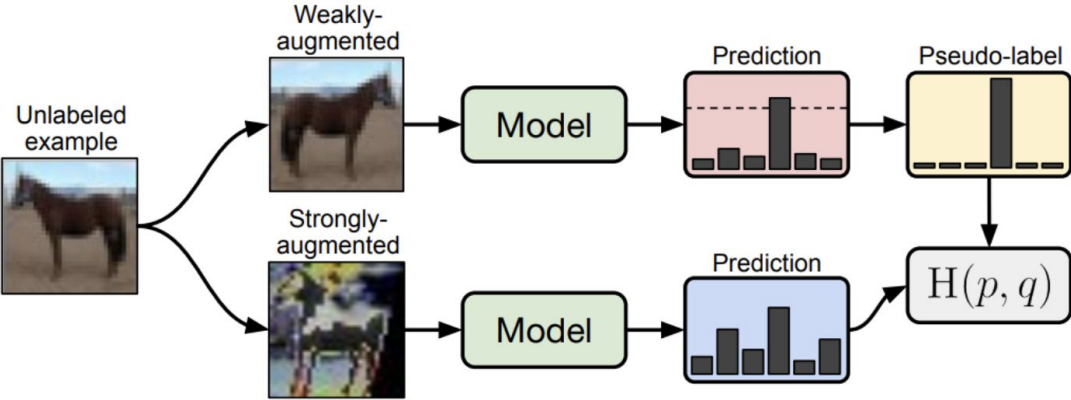 Unlabeled
example
Weakly-
augmented
Model
Prediction
Pseudo-label
Strongly-
augmented
Model
Prediction
H(p, q)